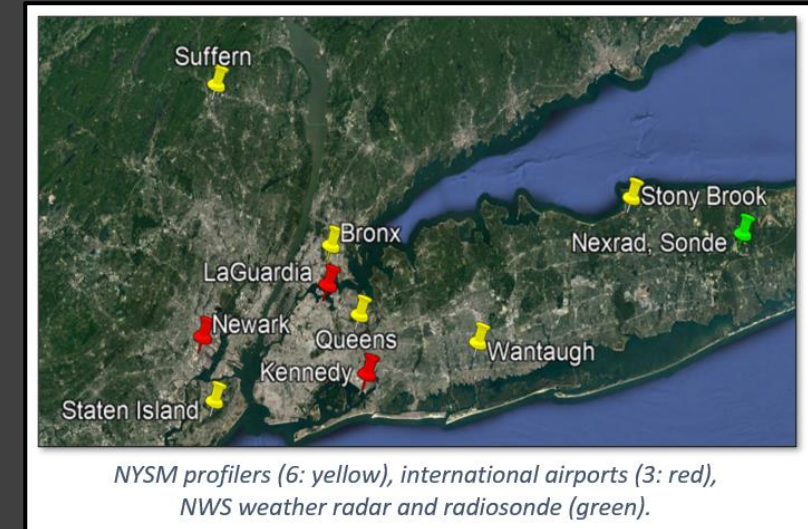 Suffern
Stony Brook
Bronx
Nexrad, Sonde
LaGuardia
Newark
Queens
Wantaugh
Kennedy
Staten Island
NYSM profilers (6: yellow), international airports (3: red),
NWS weather radar and radiosonde (green).